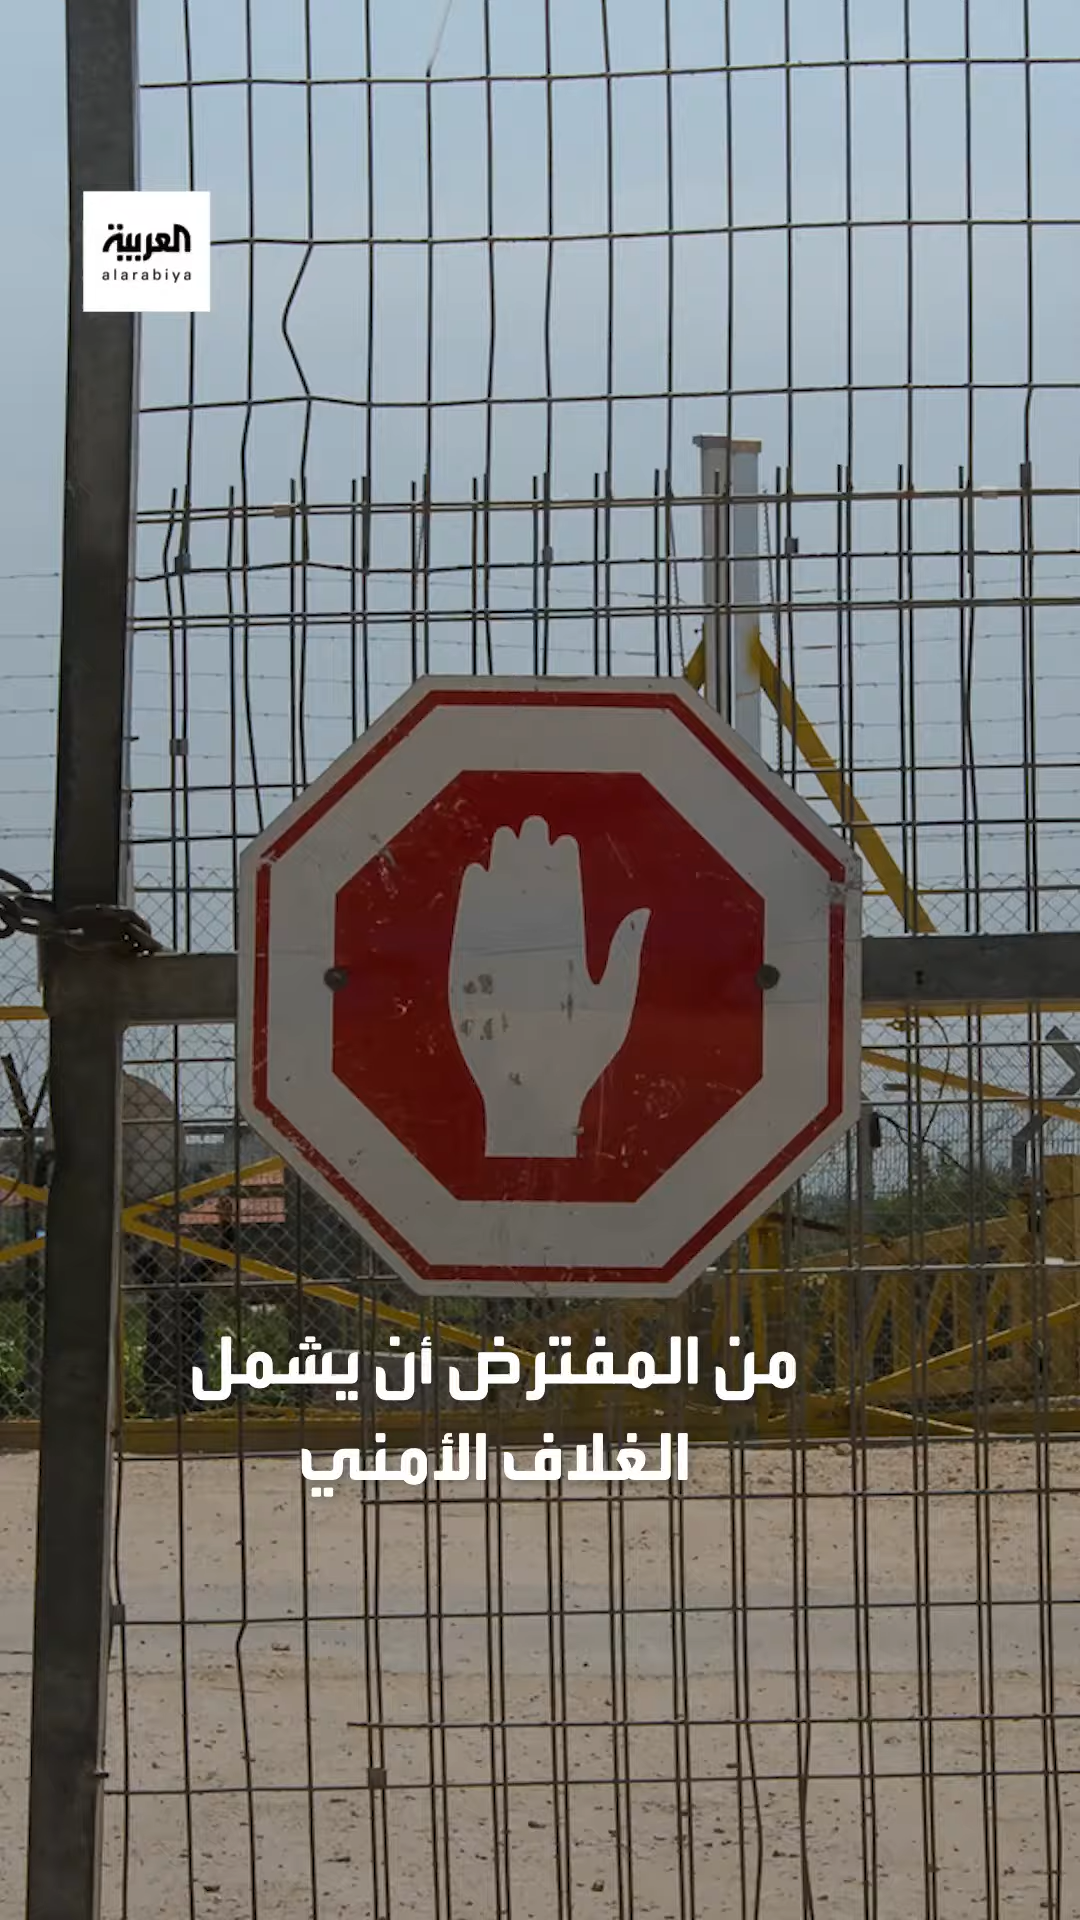 العربية
alarabiya
من المفترض أن يشمل
الغلاف الأمني